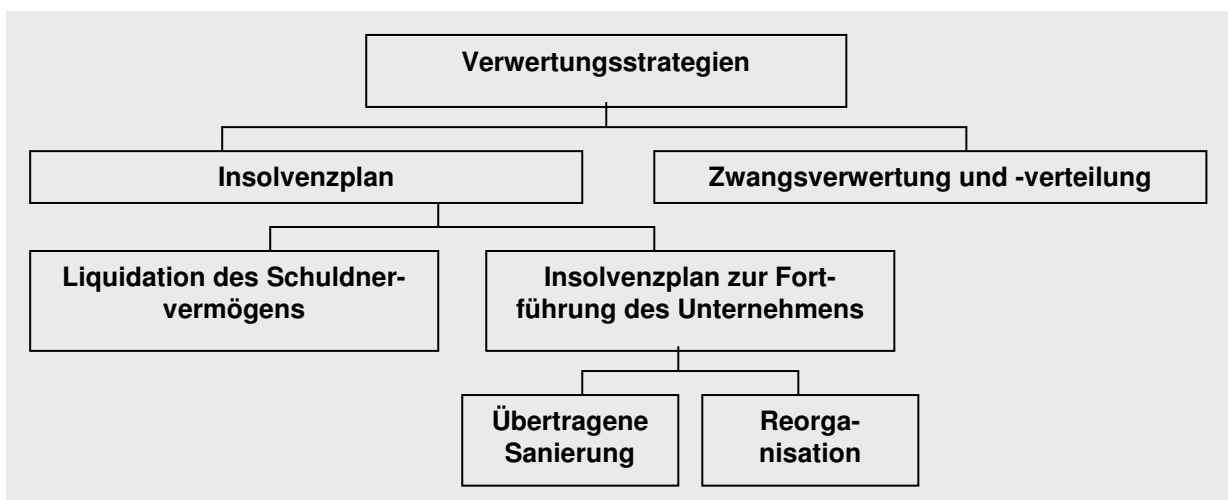 Verwertungsstrategien
Insolvenzplan
Zwangsverwertung und -verteilung
Liquidation des Schuldner-
vermögens
Insolvenzplan zur Fort-
führung des Unternehmens
Übertragene
Sanierung
Reorga-
nisation